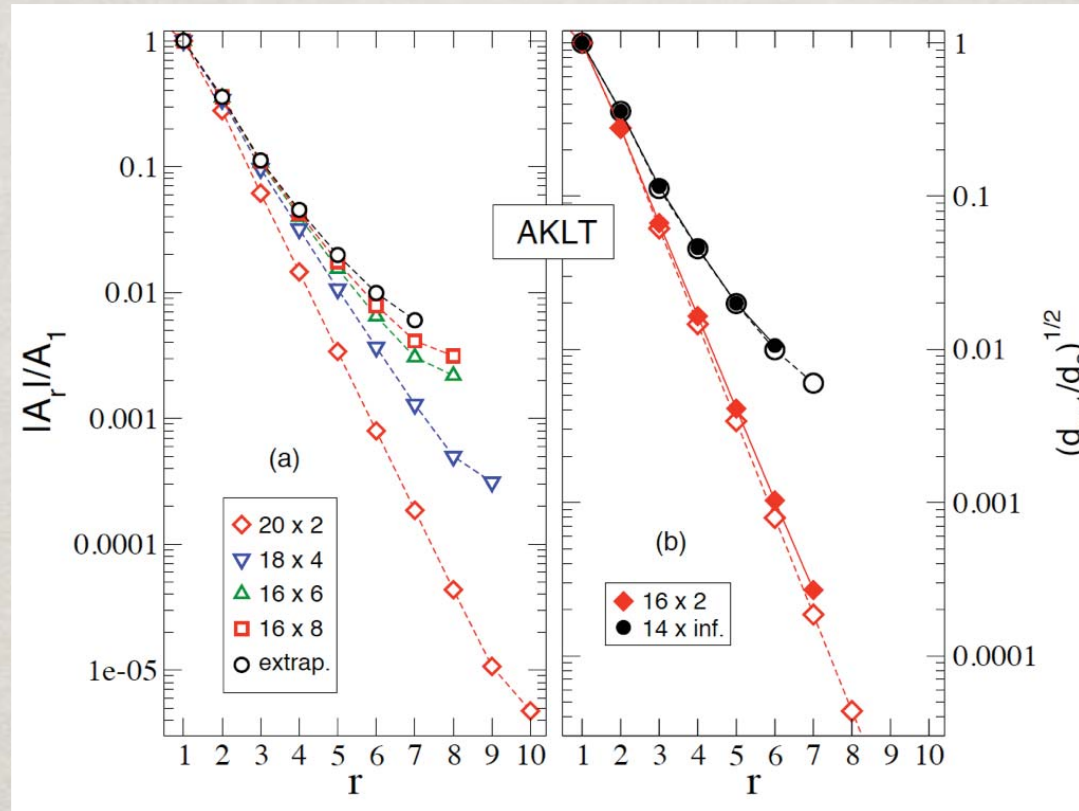 |A_r|/A_1
1
0.1
0.01
0.001
0.0001
1e-05
(a)
20 x 2
18 x 4
16 x 6
16 x 8
extrap.
1 2 3 4 5 6 7 8 9 10
r
AKLT
(b)
16 x 2
14 x inf.
1 2 3 4 5 6 7 8 9 10
r
1
0.1
0.01
0.001
0.0001
)^{1/2}